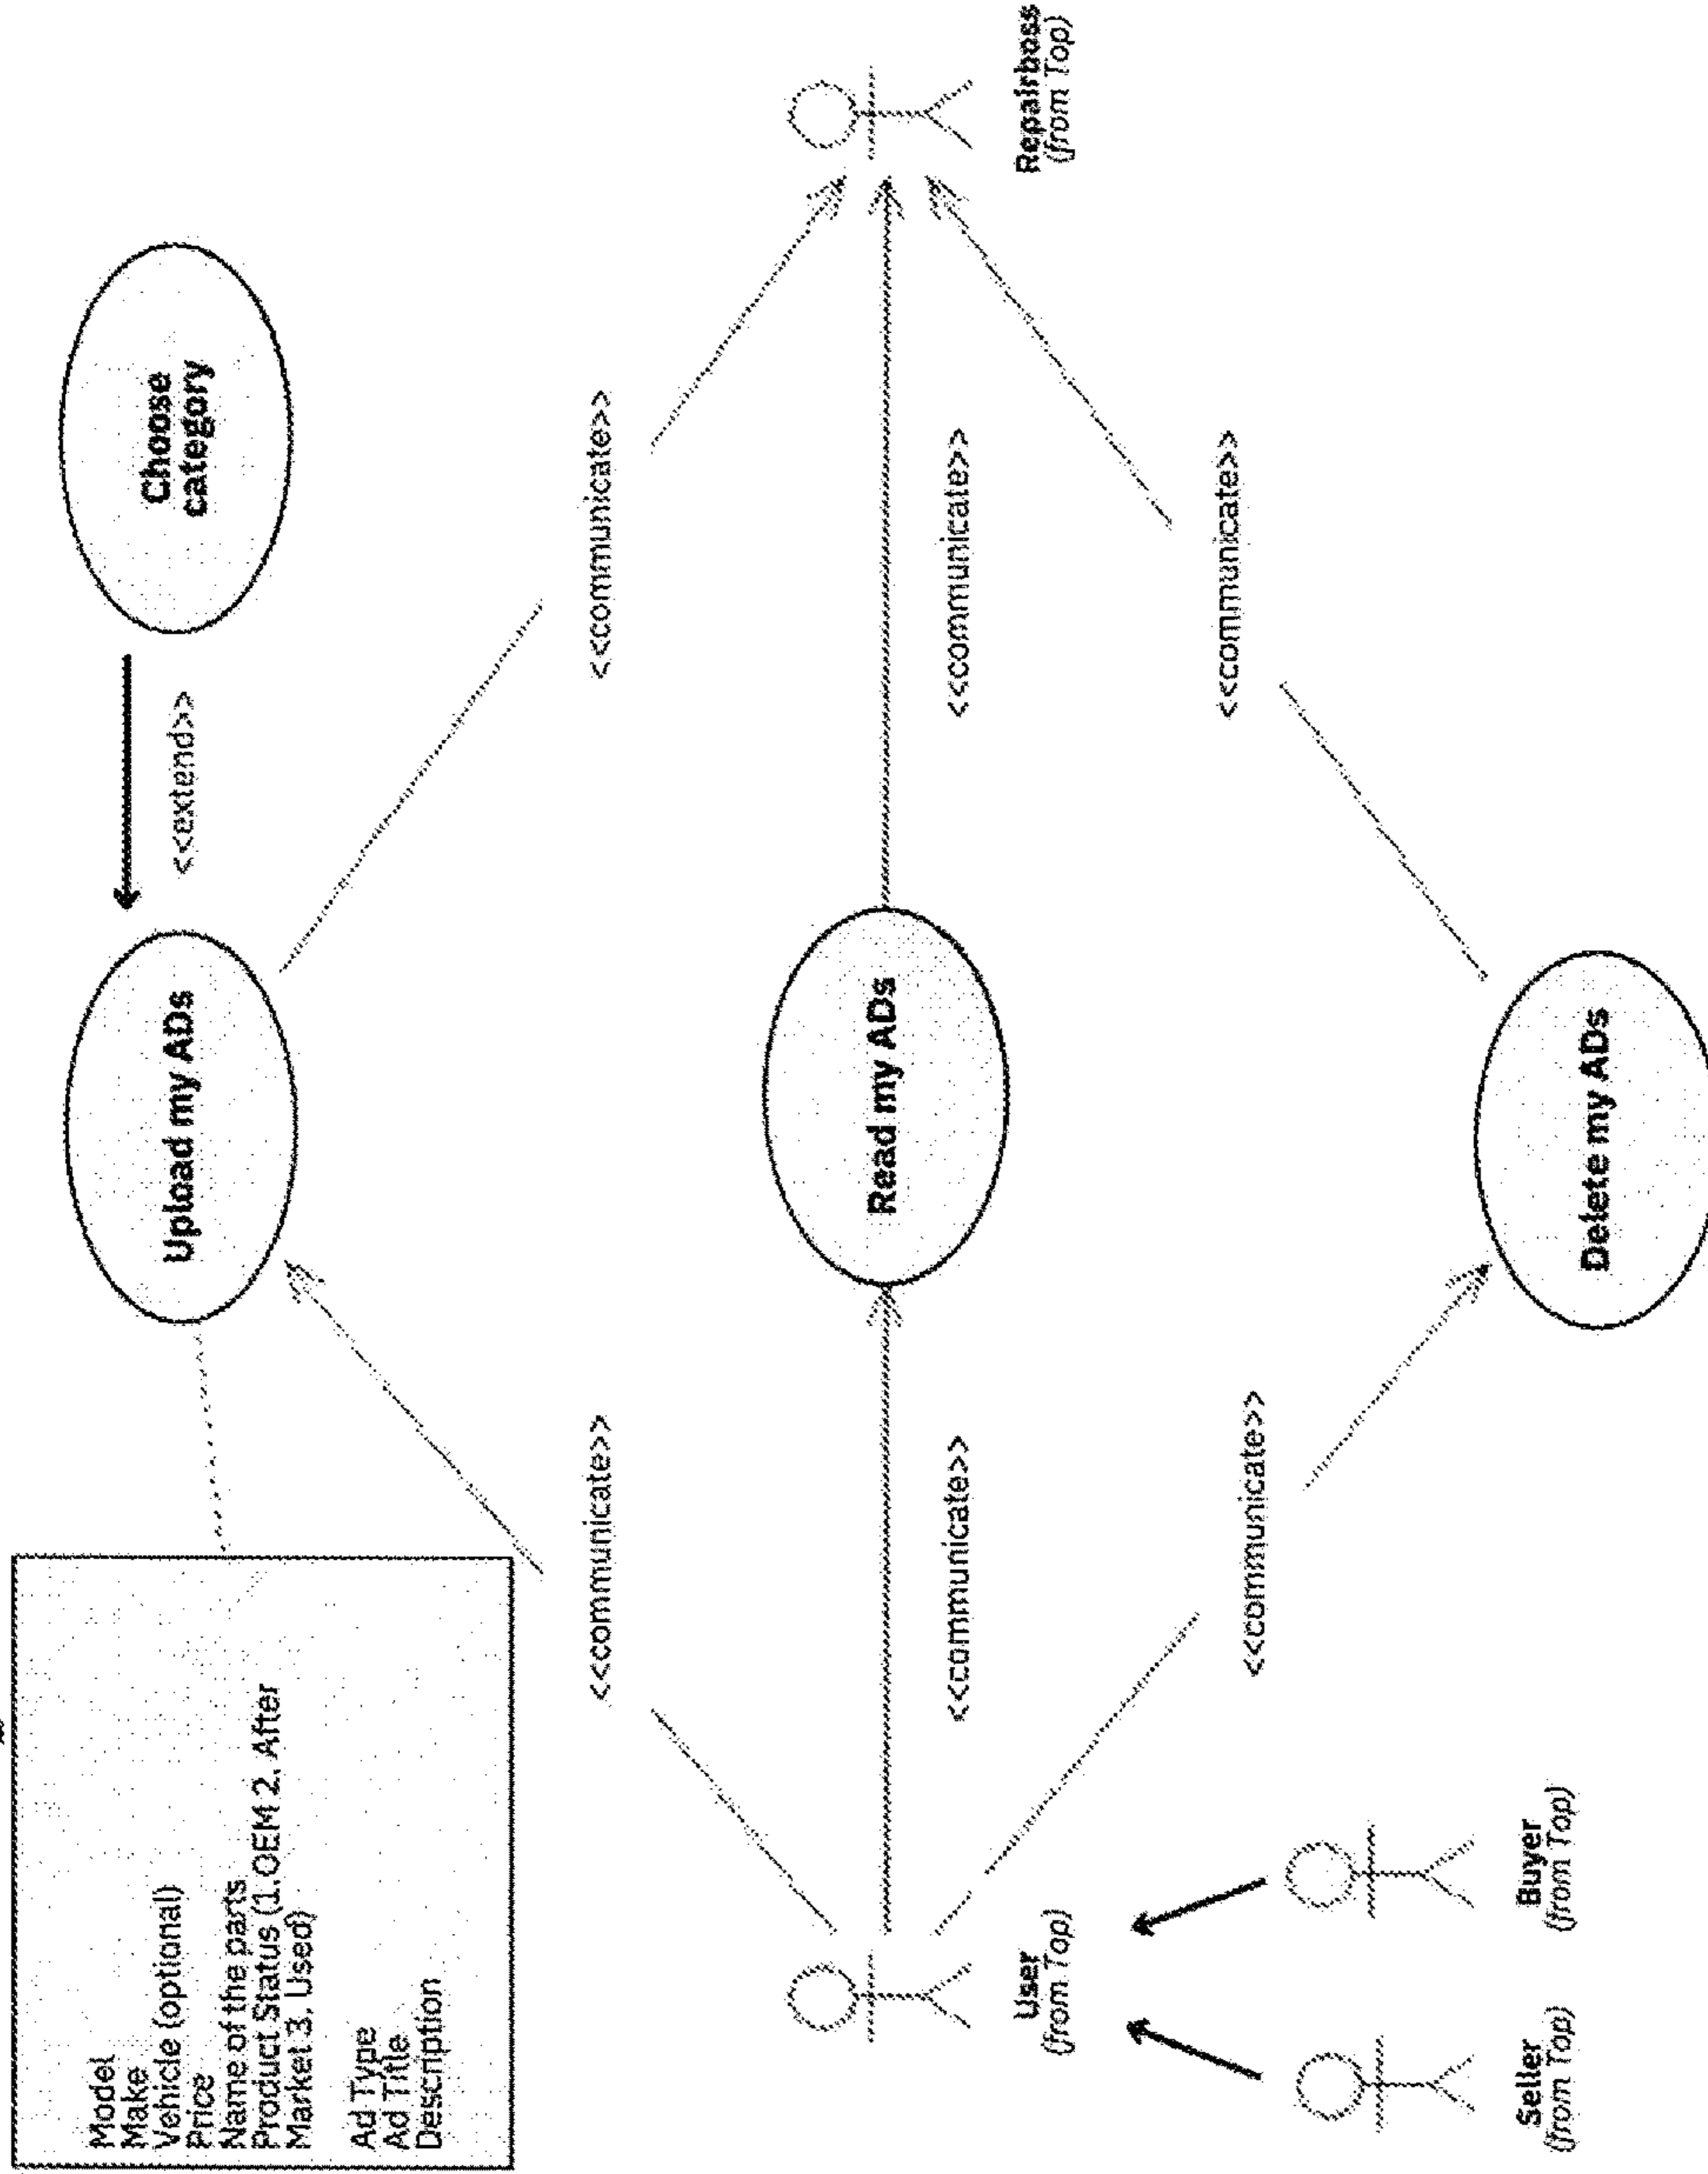 Model
Make
Vehicle (optional)
Price
Name of the parts
Product Status (1.OEM 2. After
Market 3. Used)
Ad Type
Ad Title
Description
Upload my ADs
<<extend>>
Choose
category
<<communicate>>
<<communicate>>
User
(from Top)
<<communicate>>
Read my ADs
<<communicate>>
Repairboss
(from Top)
<<communicate>>
<<communicate>>
Seller
(from Top)
Buyer
(from Top)
Delete my ADs